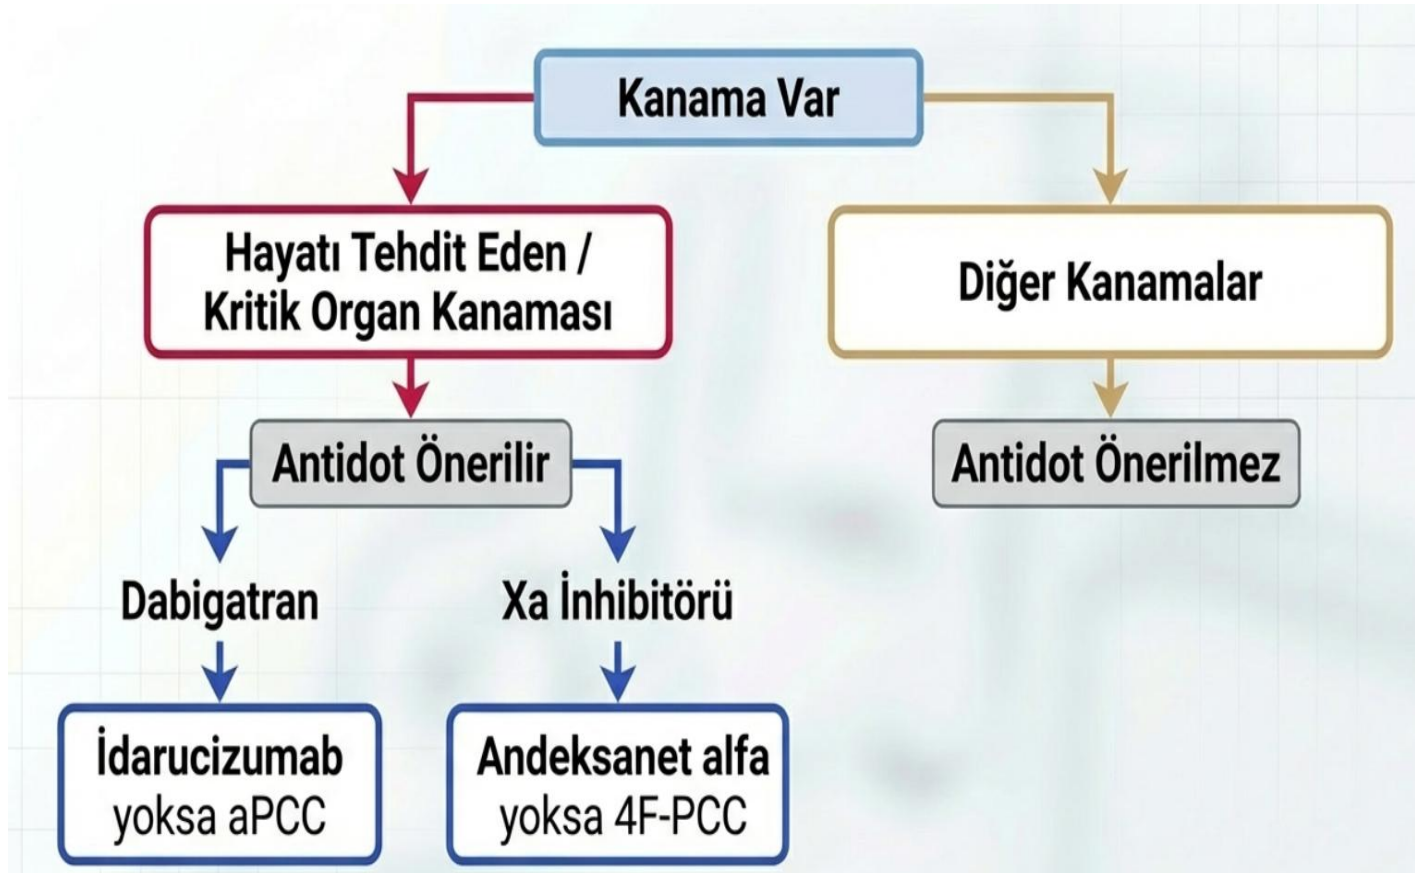 Kanama Var
Hayatı Tehdit Eden /
Kritik Organ Kanaması
Diğer Kanamalar
Antidot Önerilir
Antidot Önerilmez
Dabigatran
Xa İnhibitörü
İdarucizumab
yoksa aPCC
Andeksanet alfa
yoksa 4F-PCC